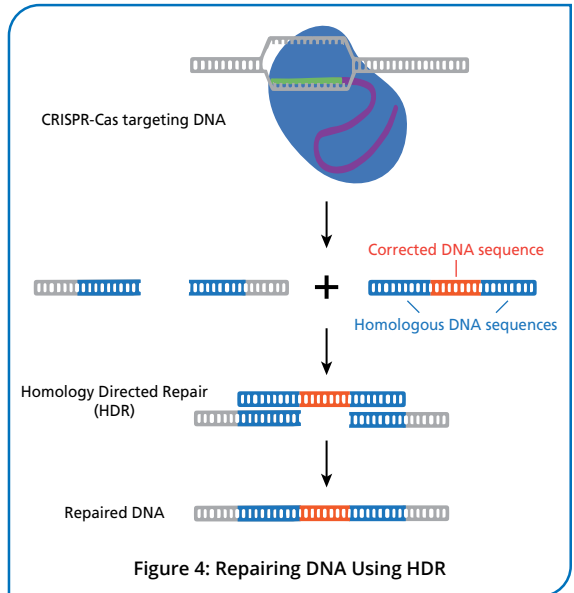 CRISPR-Cas targeting DNA
Corrected DNA sequence
+
Homologous DNA sequences
Homology Directed Repair
(HDR)
Repaired DNA
Figure 4: Repairing DNA Using HDR